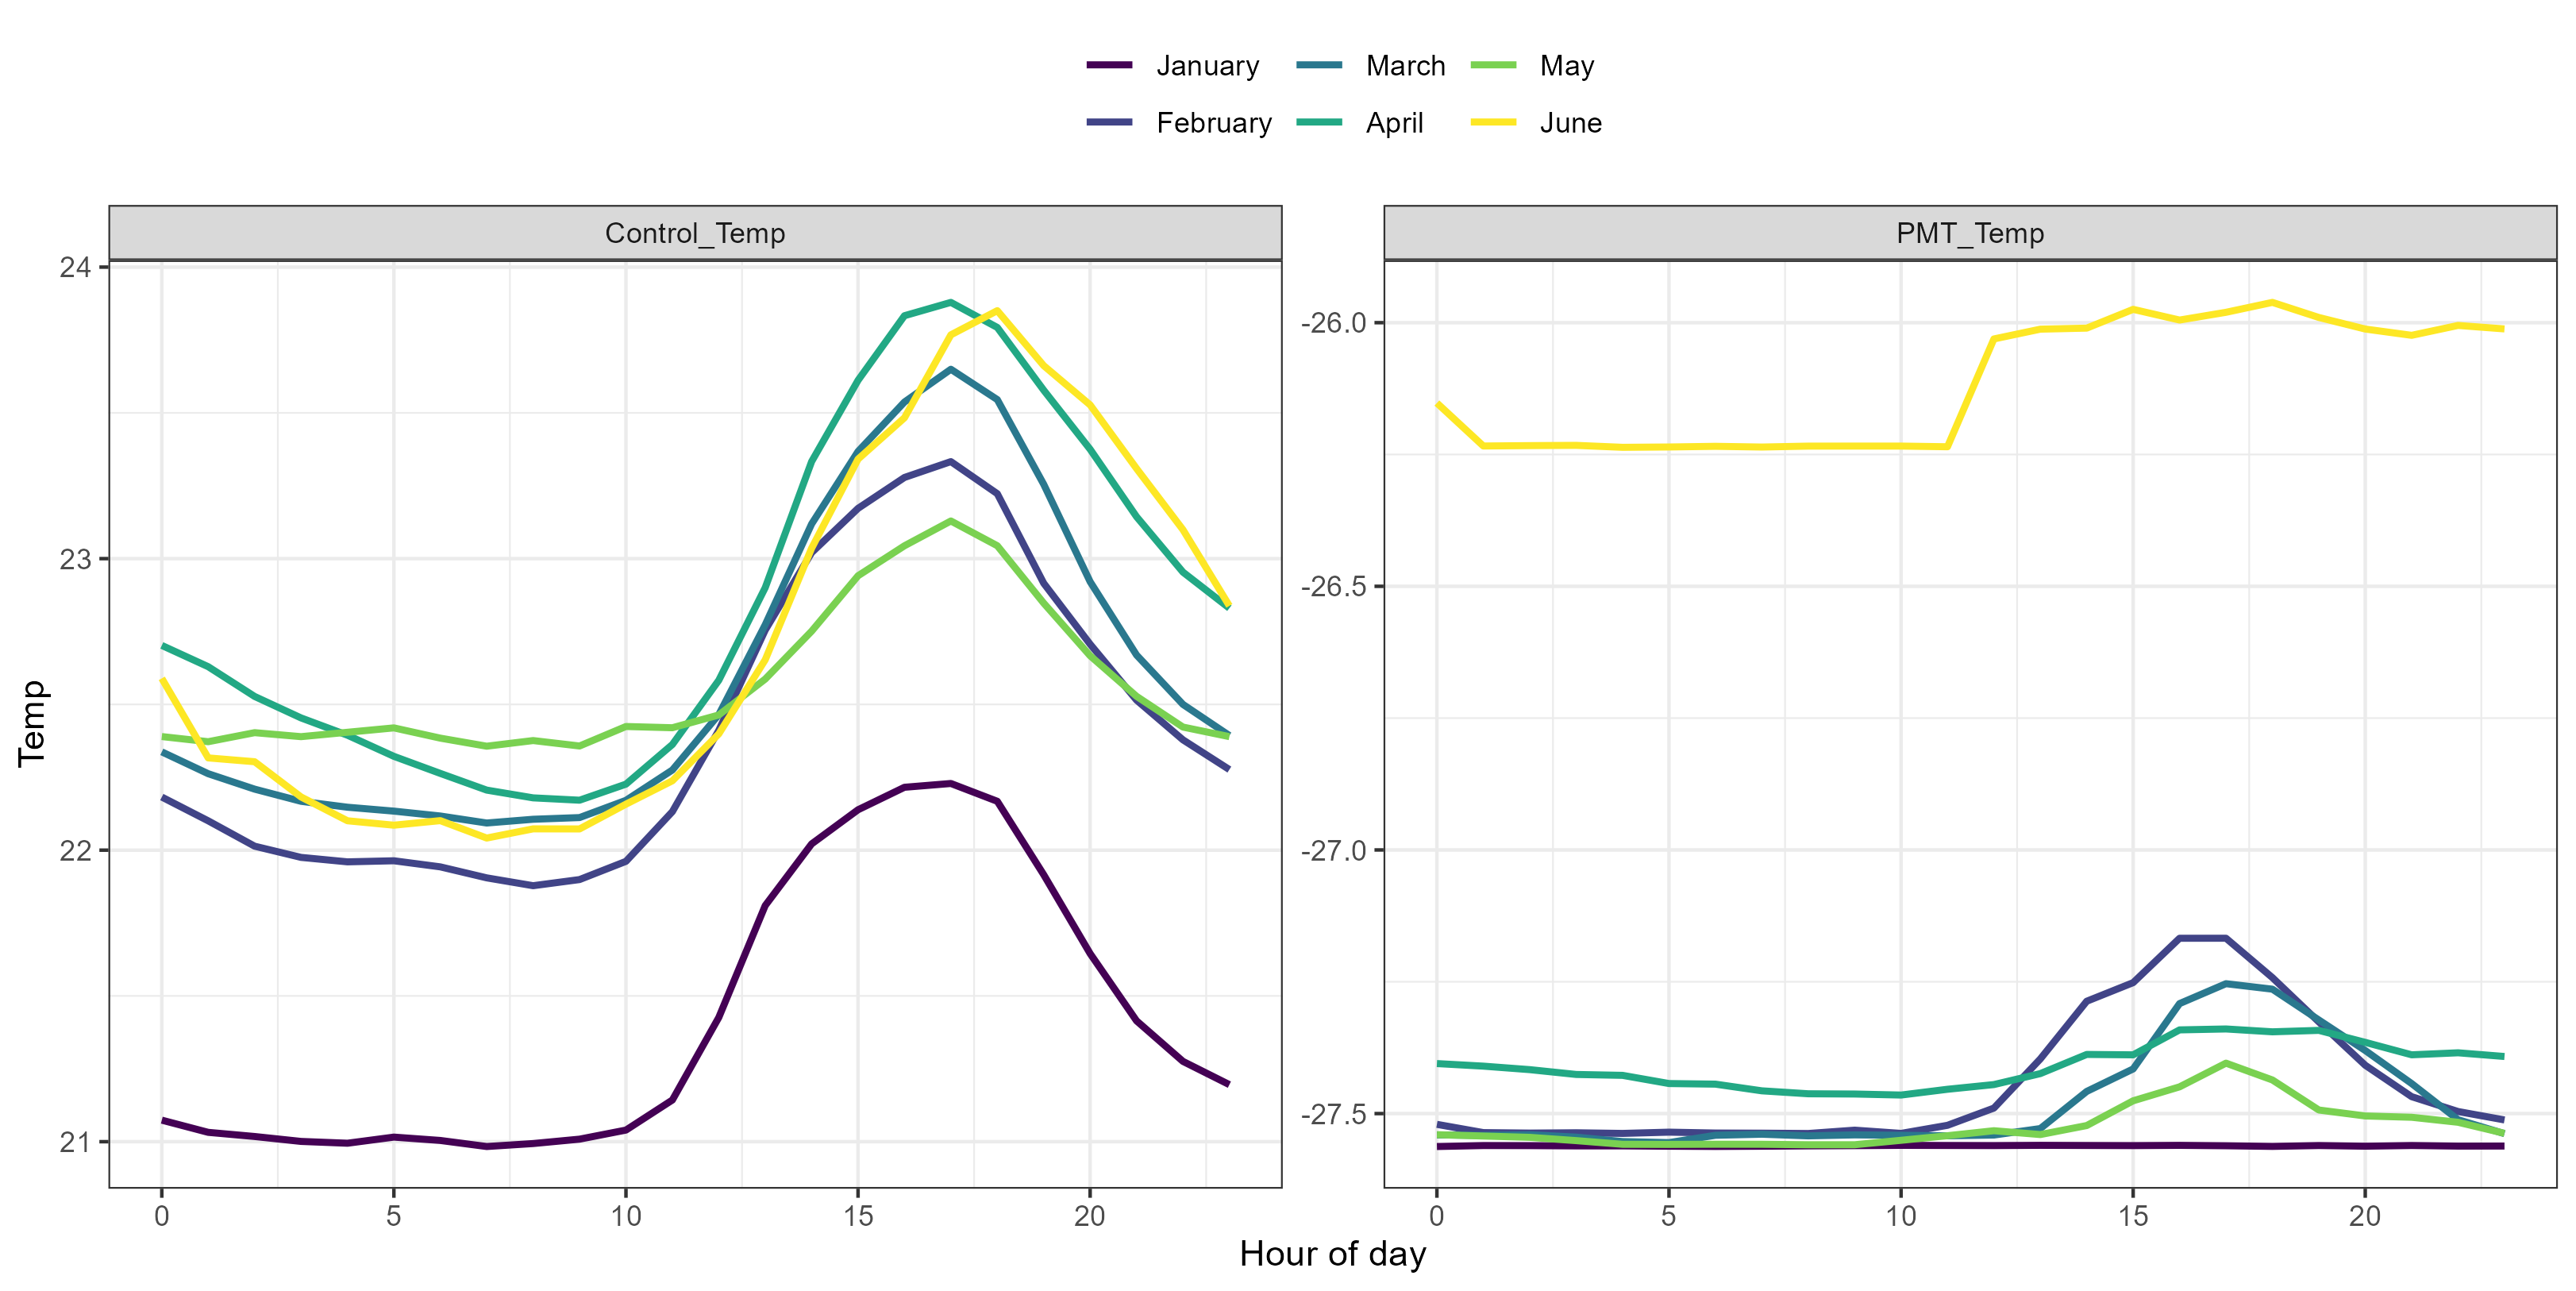 January March May
February April June
Control_Temp PMT_Temp
24
23
22
21
-26.0
-26.5
-27.0
-27.5
Temp
0 5 10 15 20 0 5 10 15 20
Hour of day